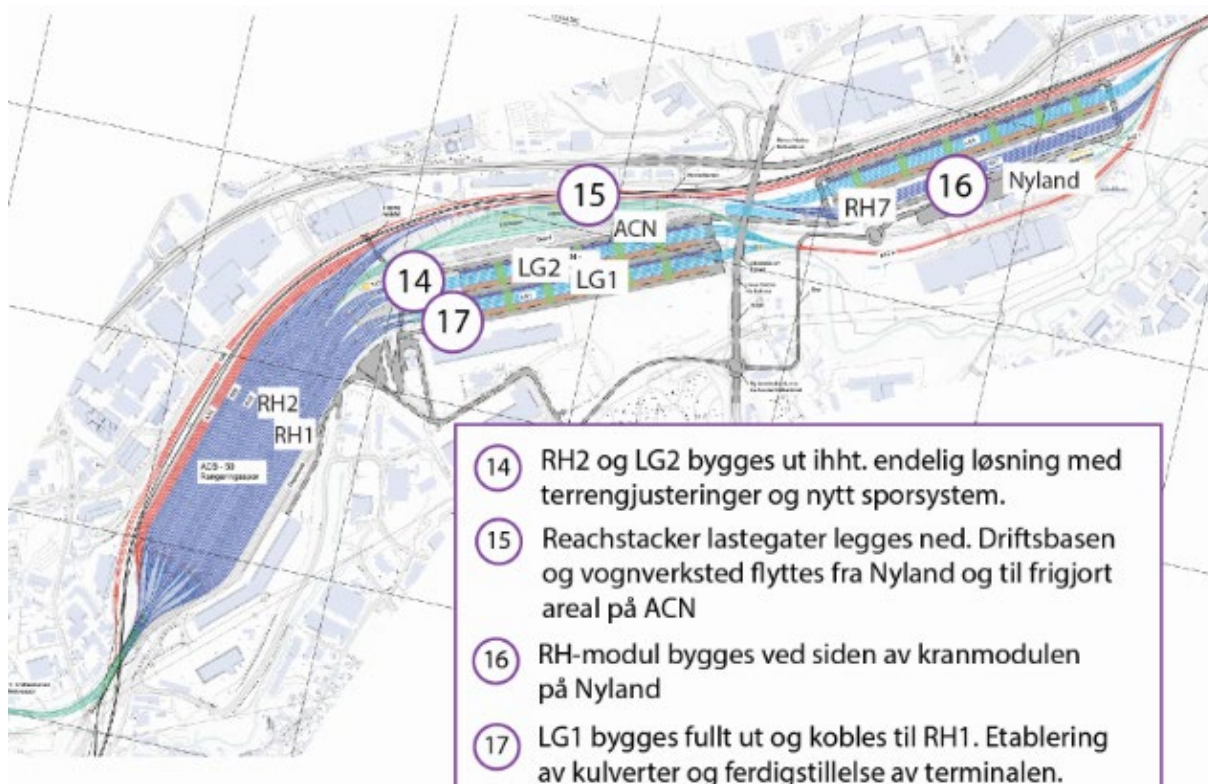 15
16
Nyland
RH7
ACN
14
LG2
LG1
17
RH2
RH1
14 RH2 og LG2 bygges ut ihht. endelig løsning med
terrengjusteringer og nytt sporsystem.
15 Reachstacker lastegater legges ned. Driftsbasen
og vognverksted flyttes fra Nyland og til frigjort
areal på ACN
16 RH-modul bygges ved siden av kranmodulen
på Nyland
17 LG1 bygges fullt ut og kobles til RH1. Etablering
av kulverter og ferdigstillelse av terminalen.